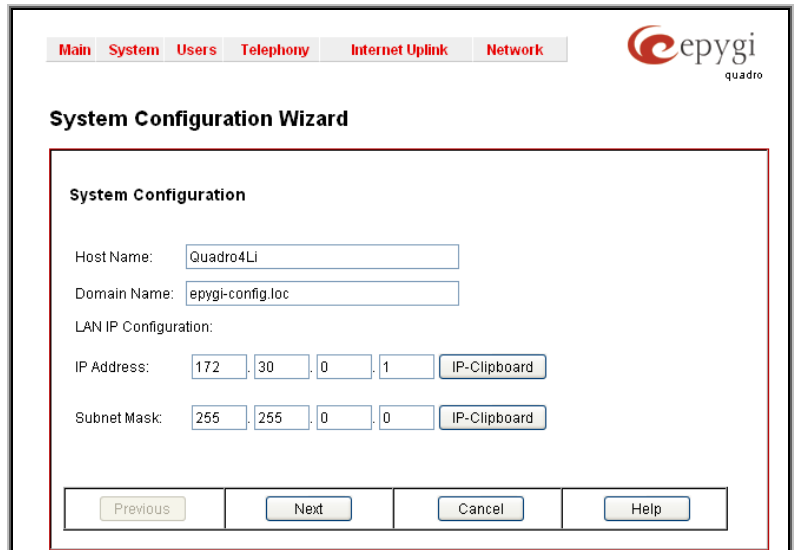 Main System Users Telephony Internet Uplink Network
epygi
quadro
System Configuration Wizard
System Configuration
Host Name: Quadro4Li
Domain Name: epygi-config.loc
LAN IP Configuration:
IP Address: 172 . 30 . 0 . 1 IP-Clipboard
Subnet Mask: 255 . 255 . 0 . 0 IP-Clipboard
Previous Next Cancel Help